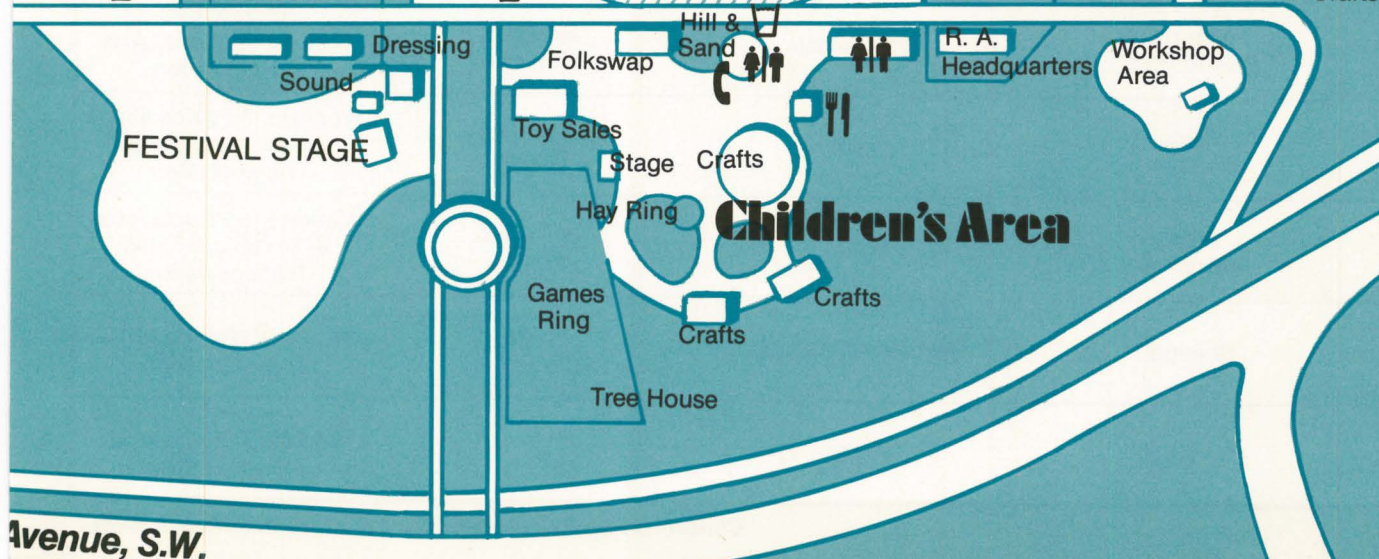 Hill &
Sand
Dressing
Folkswap
R. A.
Headquarters
Workshop
Area
Sound
Toy Sales
FESTIVAL STAGE
Stage
Crafts
Hay Ring
Children's Area
Games
Ring
Crafts
Crafts
Tree House
Avenue, S.W.